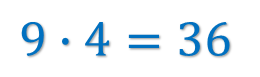 9 · 4 = 36